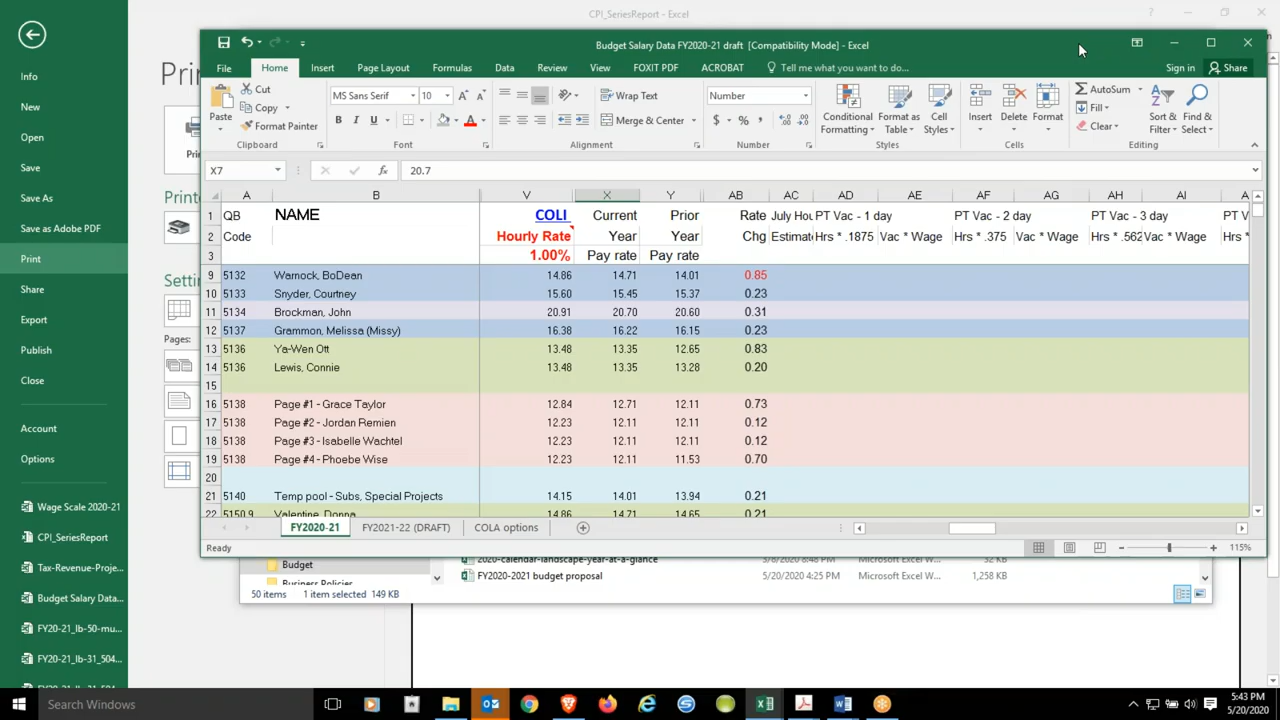 CPI_SeriesReport - Excel
Info
New
Open
Save
Save As
Save as Adobe PDF
Print
Share
Export
Publish
Close
Account
Options
Wage Scale 2020-21
CPI_SeriesReport
Tax-Revenue-Proje...
Budget Salary Data...
FY20-21_lb-50-mu...
FY20-21_lb-31_504...
FY20-21_lb-31_504...
Pri
Pri
Printe
Setti
Pages:
Budget Salary Data FY2020-21 draft [Compatibility Mode] - Excel
File Home Insert Page Layout Formulas Data Review View FOXIT PDF ACROBAT Tell me what you want to do... Sign in Share
Paste Cut Copy Format Painter Clipboard
MS Sans Serif 10 B I U A Font
Wrap Text Merge & Center Alignment
Number $ % Number
Conditional Formatting Format as Table Cell Styles Styles
Insert Delete Format Cells
AutoSum Fill Clear Sort & Filter Find & Select Editing
X7 fx 20.7
A B V X Y AB AC AD AE AF AG AH AI A
1 QB NAME COLI Current Prior Rate July Hou PT Vac - 1 day PT Vac - 2 day PT Vac - 3 day PT V
2 Code Hourly Rate Year Year Chg Estimate Hrs * .1875 Vac * Wage Hrs * .375 Vac * Wage Hrs * .562 Vac * Wage Hrs *
3 1.00% Pay rate Pay rate
9 5132 Warnock, BoDean 14.86 14.71 14.01 0.85
10 5133 Snyder, Courtney 15.60 15.45 15.37 0.23
11 5134 Brockman, John 20.91 20.70 20.60 0.31
12 5137 Grammon, Melissa (Missy) 16.38 16.22 16.15 0.23
13 5136 Ya-Wen Ott 13.48 13.35 12.65 0.83
14 5136 Lewis, Connie 13.48 13.35 13.28 0.20
15
16 5138 Page #1 - Grace Taylor 12.84 12.71 12.11 0.73
17 5138 Page #2 - Jordan Remien 12.23 12.11 12.11 0.12
18 5138 Page #3 - Isabelle Wachtel 12.23 12.11 12.11 0.12
19 5138 Page #4 - Phoebe Wise 12.23 12.11 11.53 0.70
20
21 5140 Temp pool - Subs, Special Projects 14.15 14.01 13.94 0.21
22 5150.9 Valentine, Donna 14.86 14.71 14.65 0.21
FY2020-21 FY2021-22 (DRAFT) COLA options
Ready 115%
Budget 2020-calendar-landscape-year-at-a-glance 5/8/2020 8:48 PM Microsoft Excel W... 32 KB
Business Policies FY2020-2021 budget proposal 5/20/2020 4:25 PM Microsoft Excel W... 1,258 KB
50 items 1 item selected 149 KB
Search Windows
5:43 PM
5/20/2020